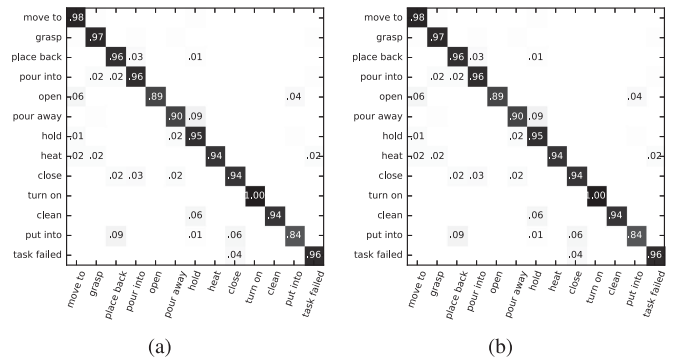 move to .98
grasp .97
place back .96 .03 .01
pour into .02 .02 .96
open .06 .89 .04
pour away .90 .09
hold .01 .02 .95
heat .02 .02 .94 .02
close .02 .03 .02 .94
turn on 1.00
clean .06 .94
put into .09 .01 .06 .84
task failed .04 .96
move to grasp place back pour into open pour away hold heat close turn on clean put into task failed
(a)
move to .98
grasp .97
place back .96 .03 .01
pour into .02 .02 .96
open .06 .89 .04
pour away .90 .09
hold .01 .02 .95
heat .02 .02 .94 .02
close .02 .03 .02 .94
turn on 1.00
clean .06 .94
put into .09 .01 .06 .84
task failed .04 .96
move to grasp place back pour into open pour away hold heat close turn on clean put into task failed
(b)